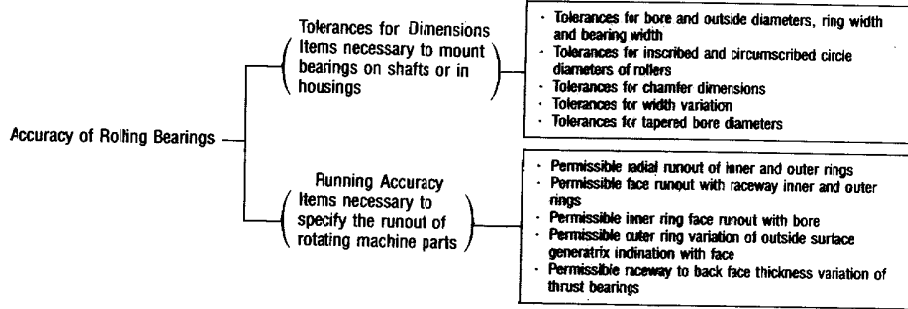 Accuracy of Rolling Bearings
Tolerances for Dimensions
Items necessary to mount
bearings on shafts or in
housings
· Tolerances for bore and outside diameters, ring width
and bearing width
· Tolerances for inscribed and circumscribed circle
diameters of rollers
· Tolerances for chamfer dimensions
· Tolerances for width variation
· Tolerances for tapered bore diameters
Running Accuracy
Items necessary to
specify the runout of
rotating machine parts
· Permissible radial runout of inner and outer rings
· Permissible face runout with raceway inner and outer
rings
· Permissible inner ring face runout with bore
· Permissible outer ring variation of outside surface
generatrix inclination with face
· Permissible raceway to back face thickness variation of
thrust bearings